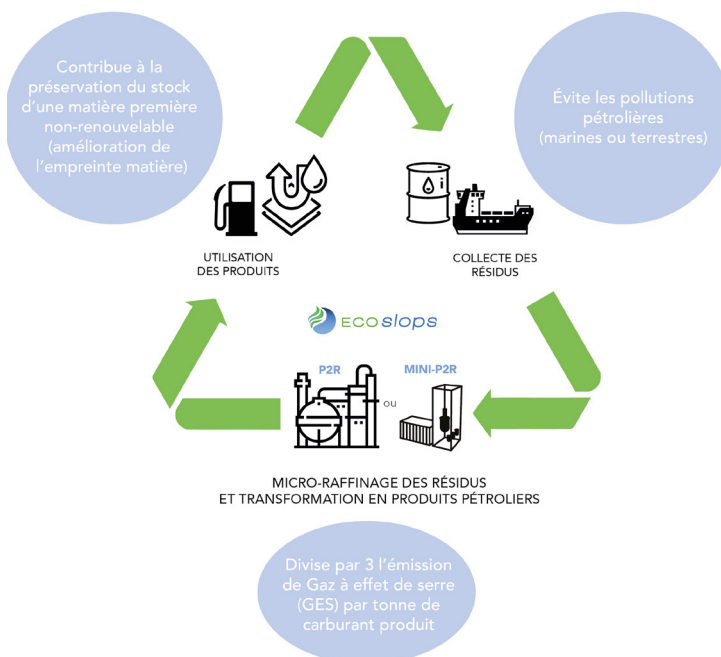 Contribue à la
préservation du stock
d'une matière première
non-renouvelable
(amélioration de
l'empreinte matière)
Évite les pollutions
pétrolières
(marines ou terrestres)
UTILISATION
DES PRODUITS
COLLECTE DES
RÉSIDUS
ECOslops
P2R
ou
MINI-P2R
MICRO-RAFFINAGE DES RÉSIDUS
ET TRANSFORMATION EN PRODUITS PÉTROLIERS
Divise par 3 l'émission
de Gaz à effet de serre
(GES) par tonne de
carburant produit